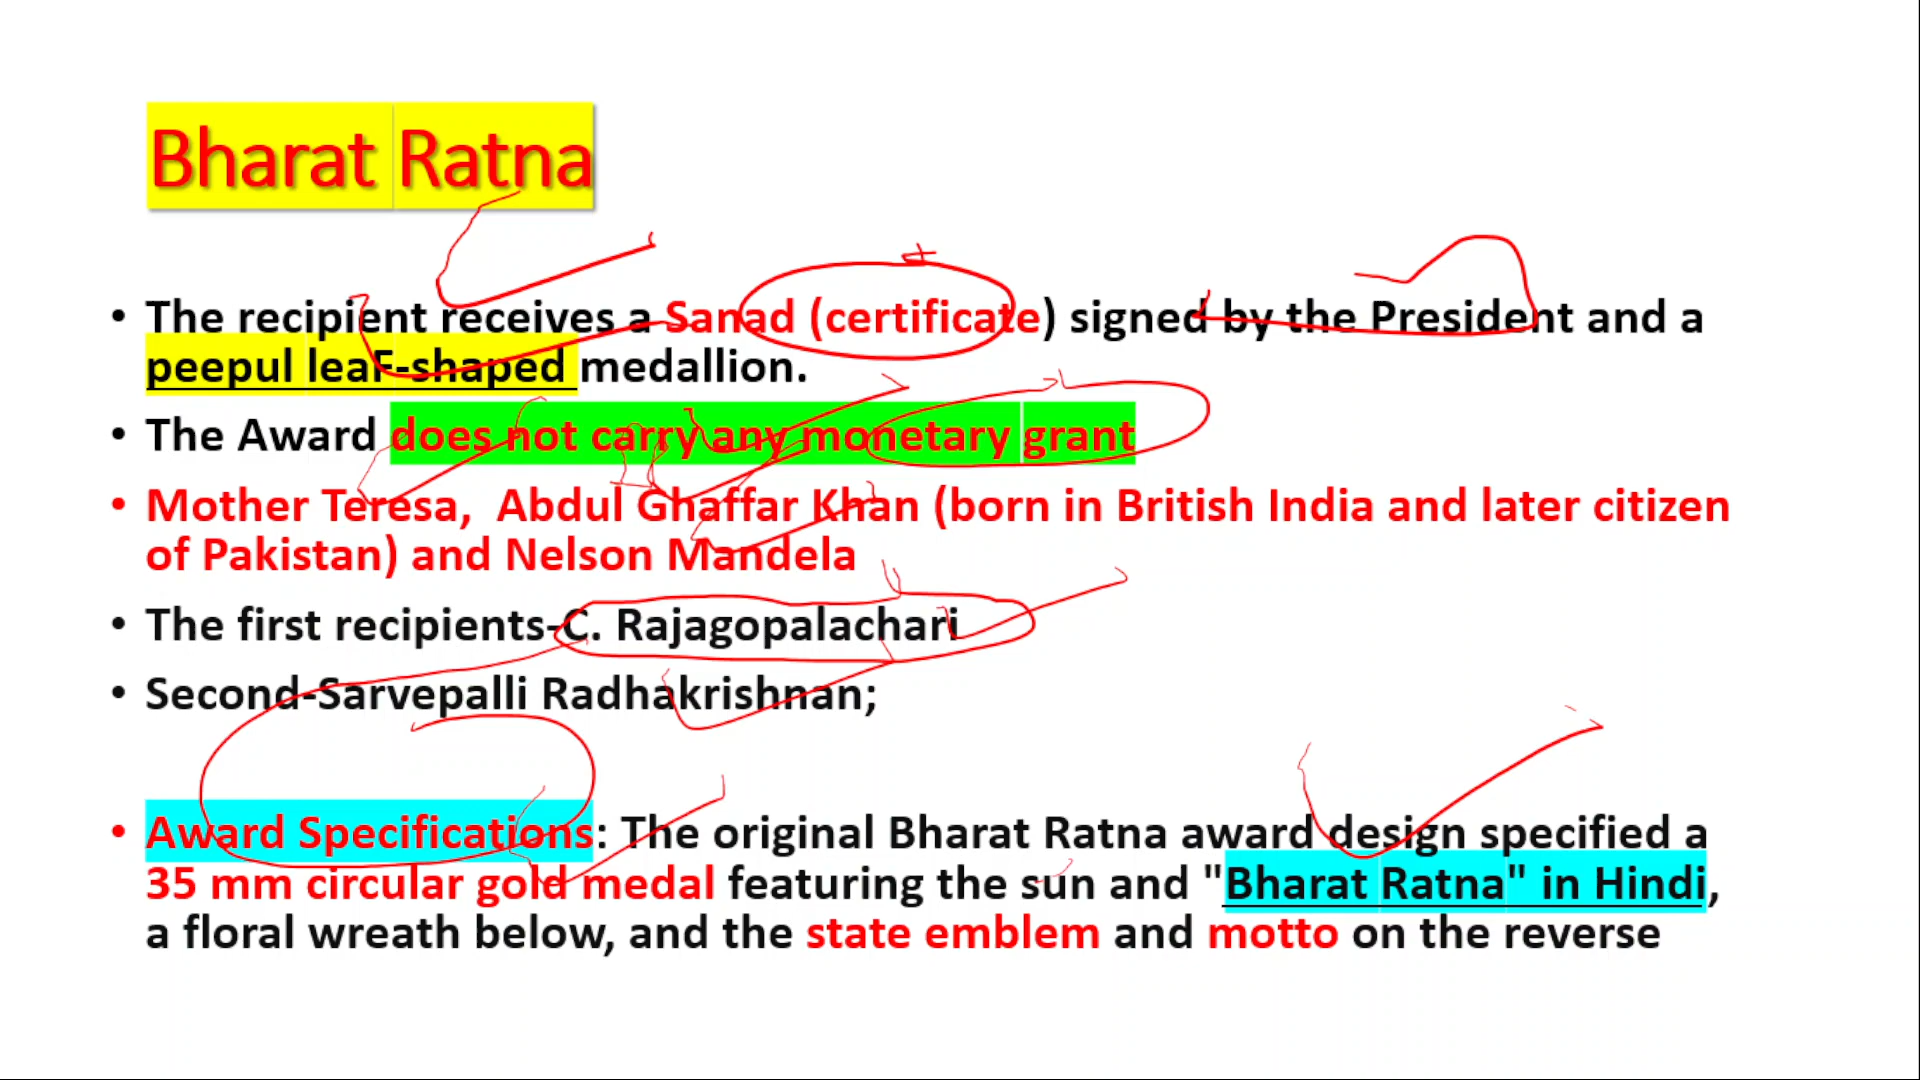 Bharat Ratna
• The recipient receives a Sanad (certificate) signed by the President and a
peepul leaF-shaped medallion.
• The Award does not carry any monetary grant
• Mother Teresa, Abdul Ghaffar Khan (born in British India and later citizen
of Pakistan) and Nelson Mandela
• The first recipients-C. Rajagopalachari
• Second-Sarvepalli Radhakrishnan;
• Award Specifications: The original Bharat Ratna award design specified a
35 mm circular gold medal featuring the sun and "Bharat Ratna" in Hindi,
a floral wreath below, and the state emblem and motto on the reverse